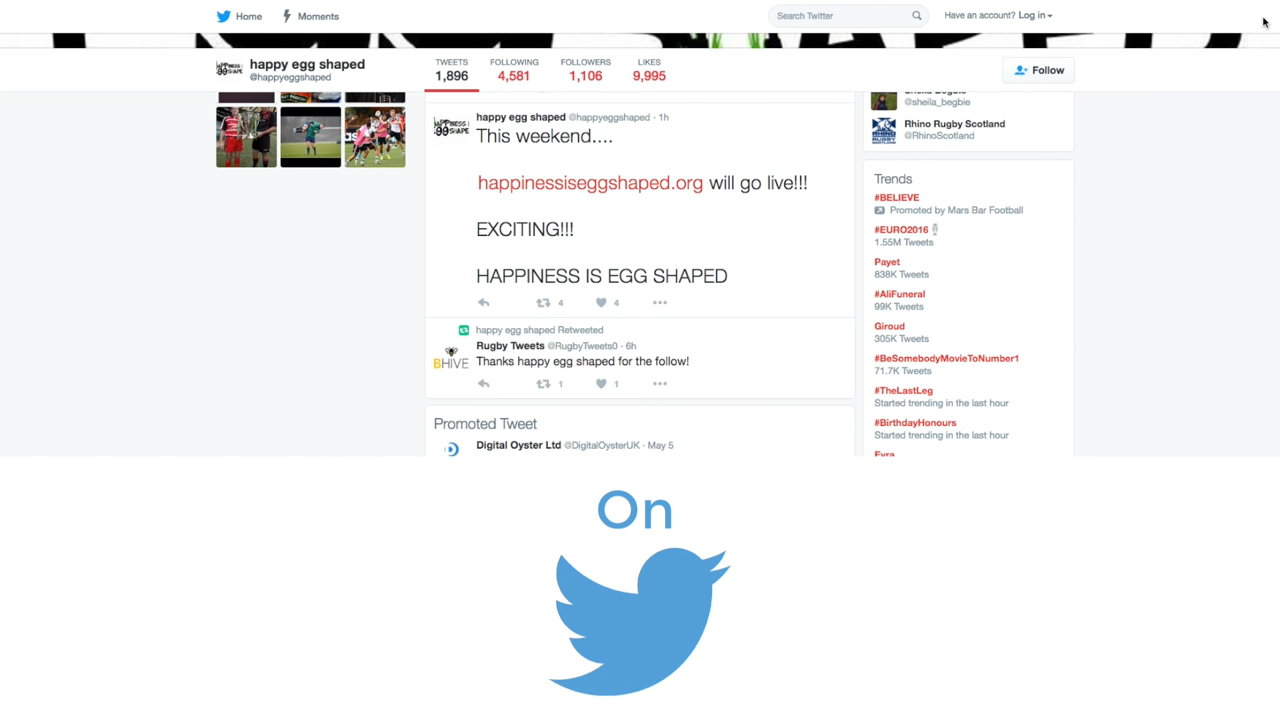 Home
Moments
Search Twitter
Have an account? Log in
happy egg shaped
@happyeggshaped
TWEETS
1,896
FOLLOWING
4,581
FOLLOWERS
1,106
LIKES
9,995
Follow
happy egg shaped @happyeggshaped · 1h
This weekend....
happinessiseggshaped.org will go live!!!
EXCITING!!!
HAPPINESS IS EGG SHAPED
4
4
happy egg shaped Retweeted
Rugby Tweets @RugbyTweets0 · 6h
BHIVE
Thanks happy egg shaped for the follow!
1
1
Promoted Tweet
Digital Oyster Ltd @DigitalOysterUK · May 5
Sheila Begbie
@sheila_begbie
Rhino Rugby Scotland
@RhinoScotland
Trends
#BELIEVE
Promoted by Mars Bar Football
#EURO2016
1.55M Tweets
Payet
838K Tweets
#AliFuneral
99K Tweets
Giroud
305K Tweets
#BeSomebodyMovieToNumber1
71.7K Tweets
#TheLastLeg
Started trending in the last hour
#BirthdayHonours
Started trending in the last hour
On